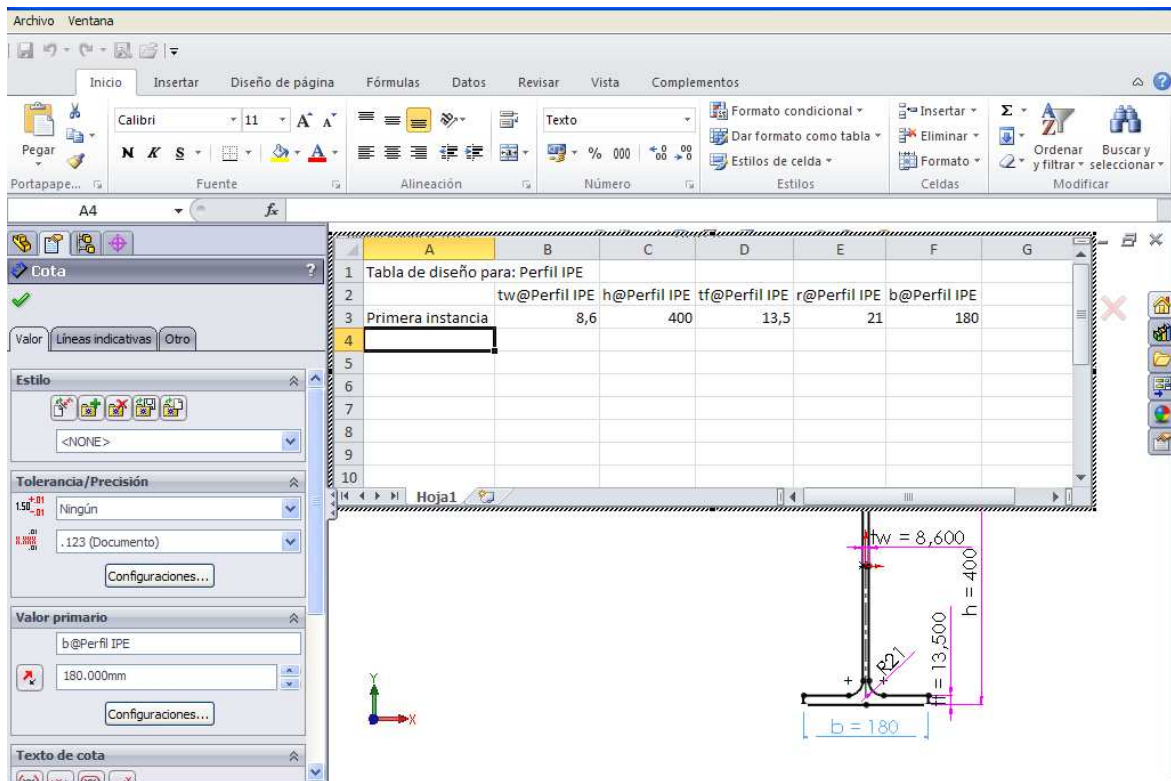 Archivo Ventana
Inicio Insertar Diseño de página Fórmulas Datos Revisar Vista Complementos
Pegar
Calibri 11 A A
Texto
N K S A
% 000
Formato condicional
Dar formato como tabla
Estilos de celda
Insertar
Eliminar
Formato
Σ
Ordenar y filtrar
Buscar y seleccionar
Portapape... Fuente Alineación Número Estilos Celdas Modificar
A4 fx
Cota ?
Valor Líneas indicativas Otro
Estilo
<NONE>
Tolerancia/Precisión
Ningún
.123 (Documento)
Configuraciones...
Valor primario
b@Perfil IPE
180.000mm
Configuraciones...
Texto de cota
A B C D E F G
1 Tabla de diseño para: Perfil IPE
2 tw@Perfil IPE h@Perfil IPE tf@Perfil IPE r@Perfil IPE b@Perfil IPE
3 Primera instancia 8,6 400 13,5 21 180
4
5
6
7
8
9
10
Hoja1
tw = 8,600
h = 400
tf = 13,500
R21
b = 180
Y
X